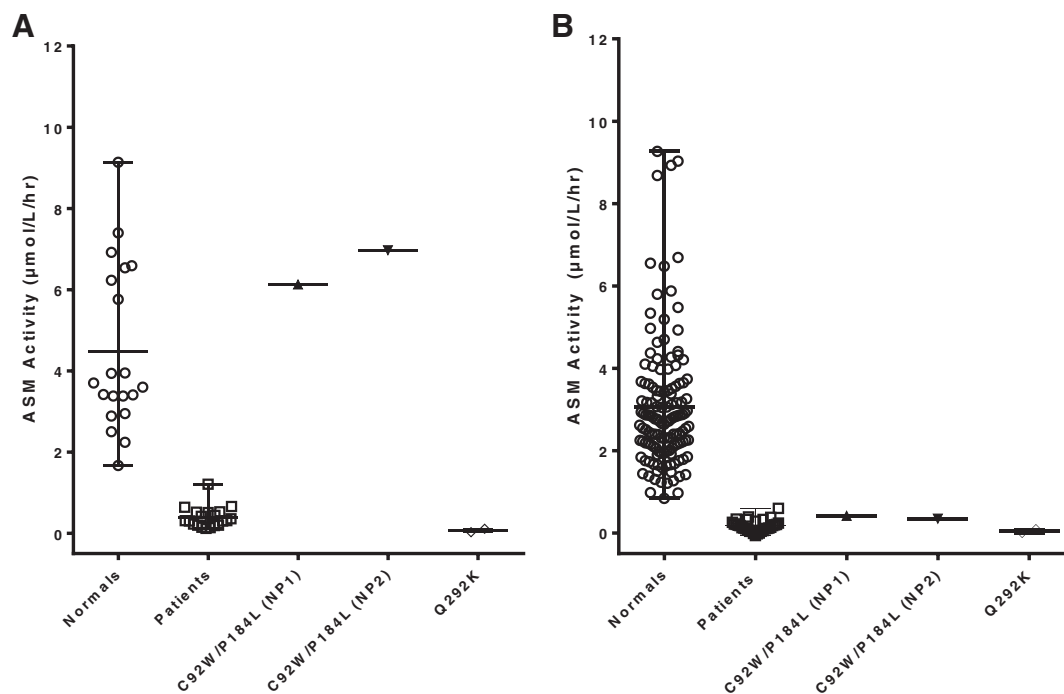 A
ASM Activity (µmol/L/hr)
12
10
8
6
4
2
0
Normals
Patients
C92W/P184L (NP1)
C92W/P184L (NP2)
Q292K
B
ASM Activity (µmol/L/hr)
12
10
8
6
4
2
0
Normals
Patients
C92W/P184L (NP1)
C92W/P184L (NP2)
Q292K